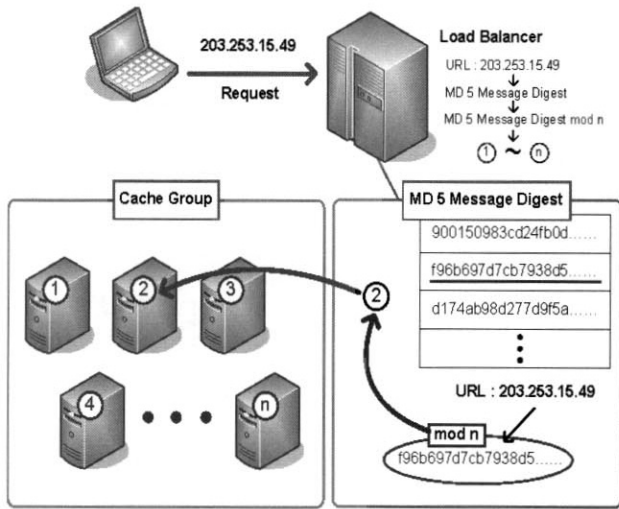 203.253.15.49
Request
Load Balancer
URL : 203.253.15.49
MD 5 Message Digest
MD 5 Message Digest mod n
1 ~ n
Cache Group
1
2
3
4
n
MD 5 Message Digest
900150983cd24fb0d......
f96b697d7cb7938d5......
d174ab98d277d9f5a......
2
URL : 203.253.15.49
mod n
f96b697d7cb7938d5......